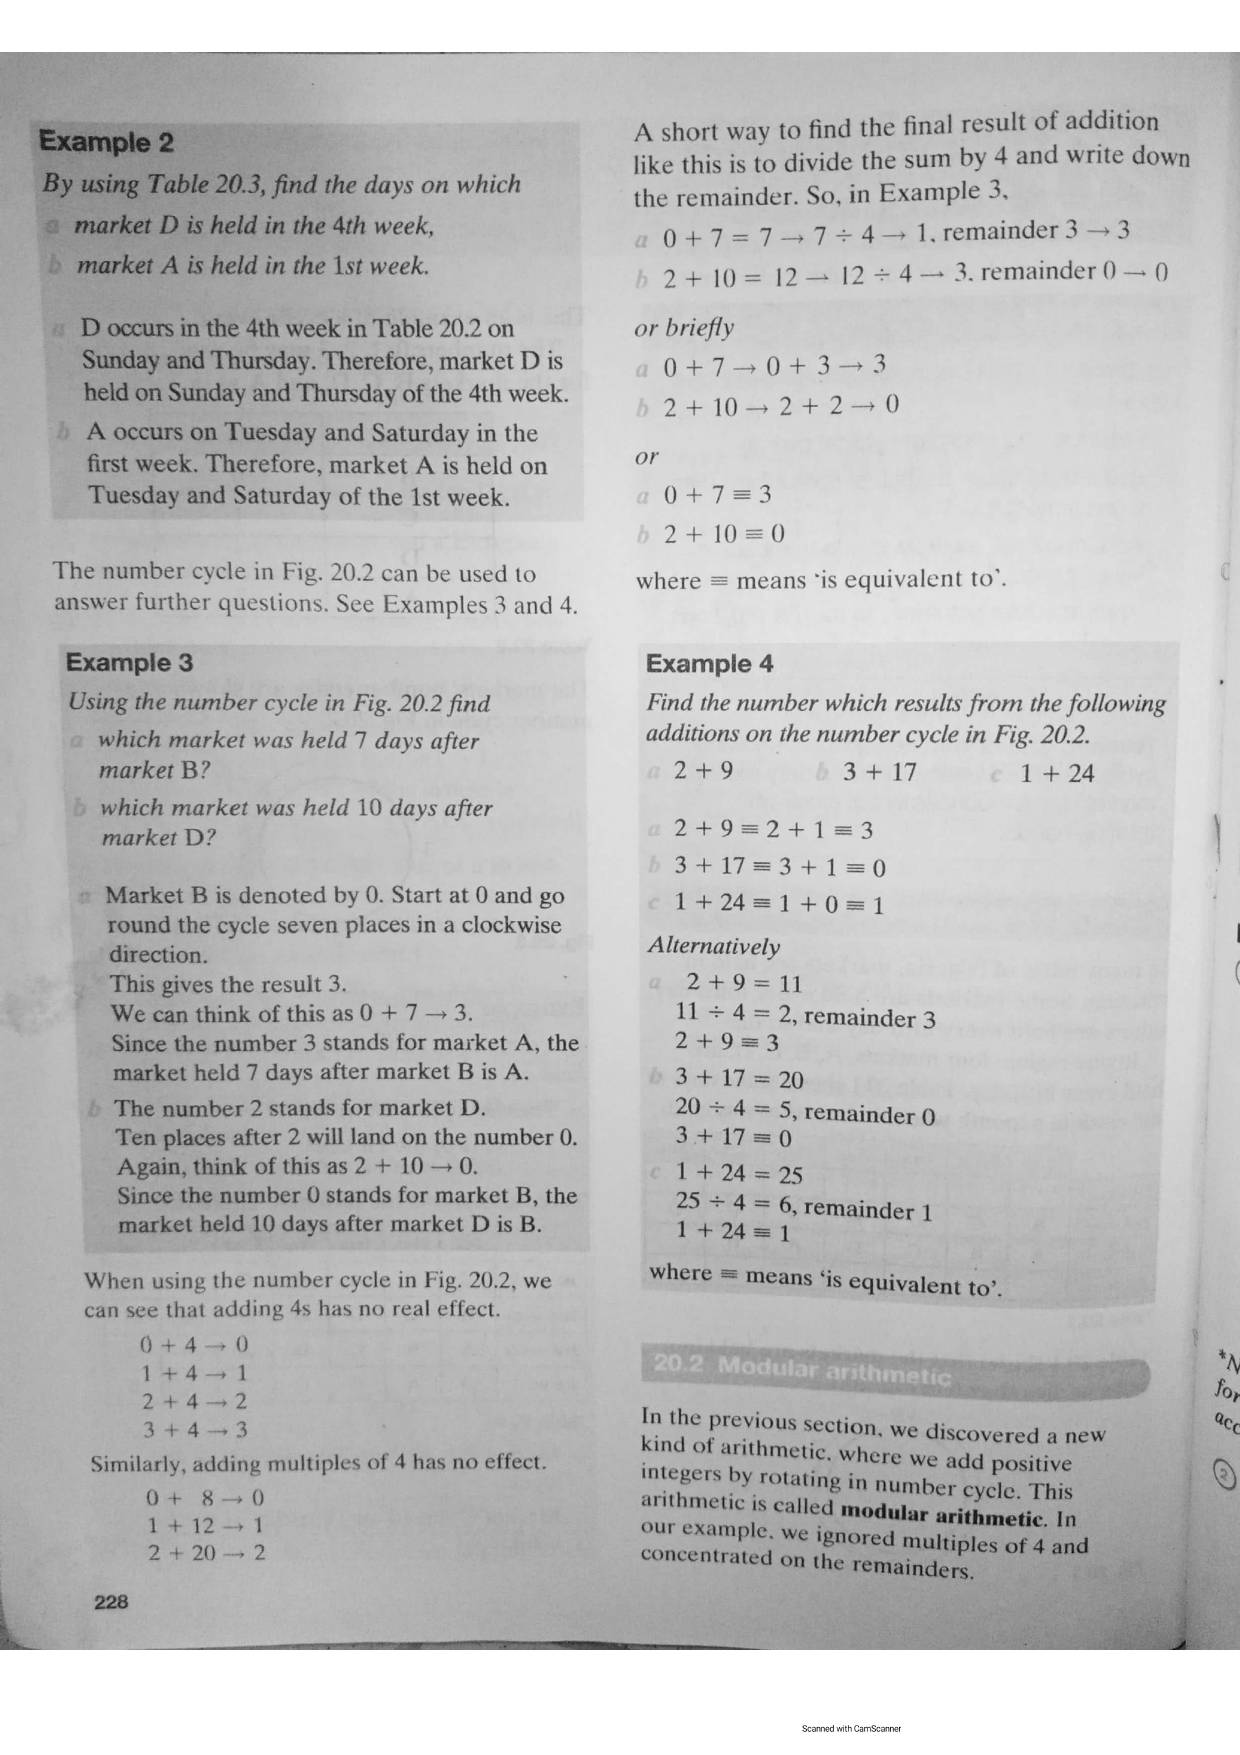 Example 2
By using Table 20.3, find the days on which
a market D is held in the 4th week,
b market A is held in the 1st week.
a D occurs in the 4th week in Table 20.2 on
Sunday and Thursday. Therefore, market D is
held on Sunday and Thursday of the 4th week.
b A occurs on Tuesday and Saturday in the
first week. Therefore, market A is held on
Tuesday and Saturday of the 1st week.
The number cycle in Fig. 20.2 can be used to
answer further questions. See Examples 3 and 4.
Example 3
Using the number cycle in Fig. 20.2 find
a which market was held 7 days after
market B?
b which market was held 10 days after
market D?
a Market B is denoted by 0. Start at 0 and go
round the cycle seven places in a clockwise
direction.
This gives the result 3.
We can think of this as 0 + 7 → 3.
Since the number 3 stands for market A, the
market held 7 days after market B is A.
b The number 2 stands for market D.
Ten places after 2 will land on the number 0.
Again, think of this as 2 + 10 → 0.
Since the number 0 stands for market B, the
market held 10 days after market D is B.
When using the number cycle in Fig. 20.2, we
can see that adding 4s has no real effect.
0 + 4 → 0
1 + 4 → 1
2 + 4 → 2
3 + 4 → 3
Similarly, adding multiples of 4 has no effect.
0 + 8 → 0
1 + 12 → 1
2 + 20 → 2
228
A short way to find the final result of addition
like this is to divide the sum by 4 and write down
the remainder. So, in Example 3,
a 0 + 7 = 7 → 7 ÷ 4 → 1, remainder 3 → 3
b 2 + 10 = 12 → 12 ÷ 4 → 3, remainder 0 → 0
or briefly
a 0 + 7 → 0 + 3 → 3
b 2 + 10 → 2 + 2 → 0
or
a 0 + 7 ≡ 3
b 2 + 10 ≡ 0
where ≡ means ‘is equivalent to’.
Example 4
Find the number which results from the following
additions on the number cycle in Fig. 20.2.
a 2 + 9 b 3 + 17 c 1 + 24
a 2 + 9 ≡ 2 + 1 ≡ 3
b 3 + 17 ≡ 3 + 1 ≡ 0
c 1 + 24 ≡ 1 + 0 ≡ 1
Alternatively
a 2 + 9 = 11
11 ÷ 4 = 2, remainder 3
2 + 9 ≡ 3
b 3 + 17 = 20
20 ÷ 4 = 5, remainder 0
3 + 17 ≡ 0
c 1 + 24 = 25
25 ÷ 4 = 6, remainder 1
1 + 24 ≡ 1
where ≡ means ‘is equivalent to’.
20.2 Modular arithmetic
In the previous section, we discovered a new
kind of arithmetic, where we add positive
integers by rotating in number cycle. This
arithmetic is called modular arithmetic. In
our example, we ignored multiples of 4 and
concentrated on the remainders.
Scanned with CamScanner